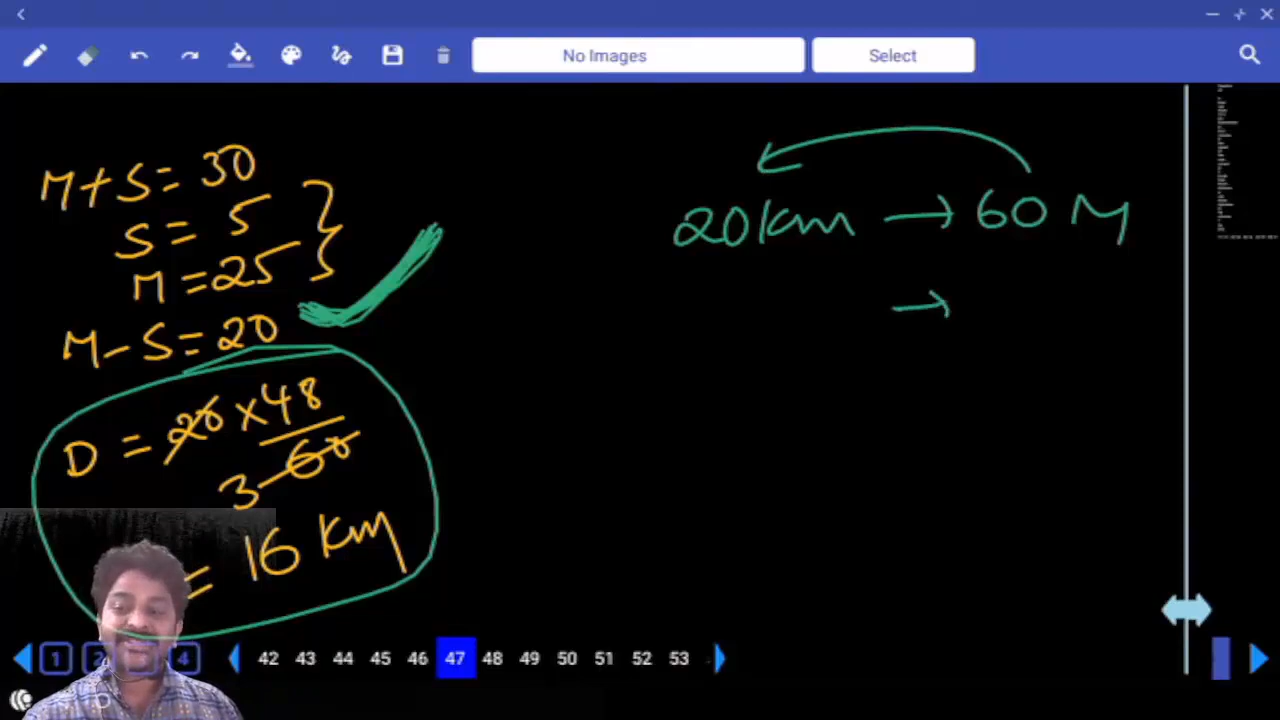 No Images
Select
M+S=30
S=5
M=25
M-S=20
D=20×48
3 60
=16 Km
20km → 60 M
→
1 2 4
42 43 44 45 46 47 48 49 50 51 52 53